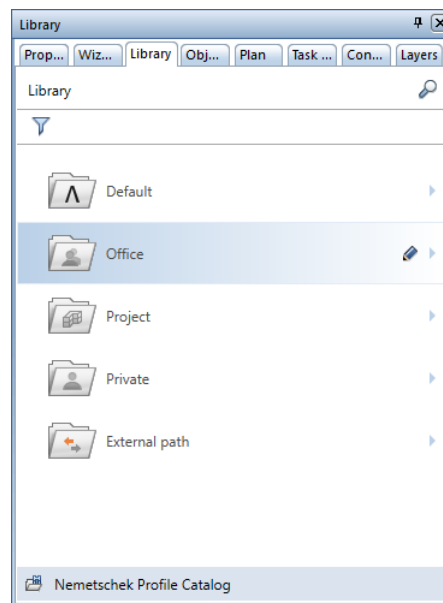 Library
Prop... Wiz... Library Obj... Plan Task ... Con... Layers
Library
Default
Office
Project
Private
External path
Nemetschek Profile Catalog